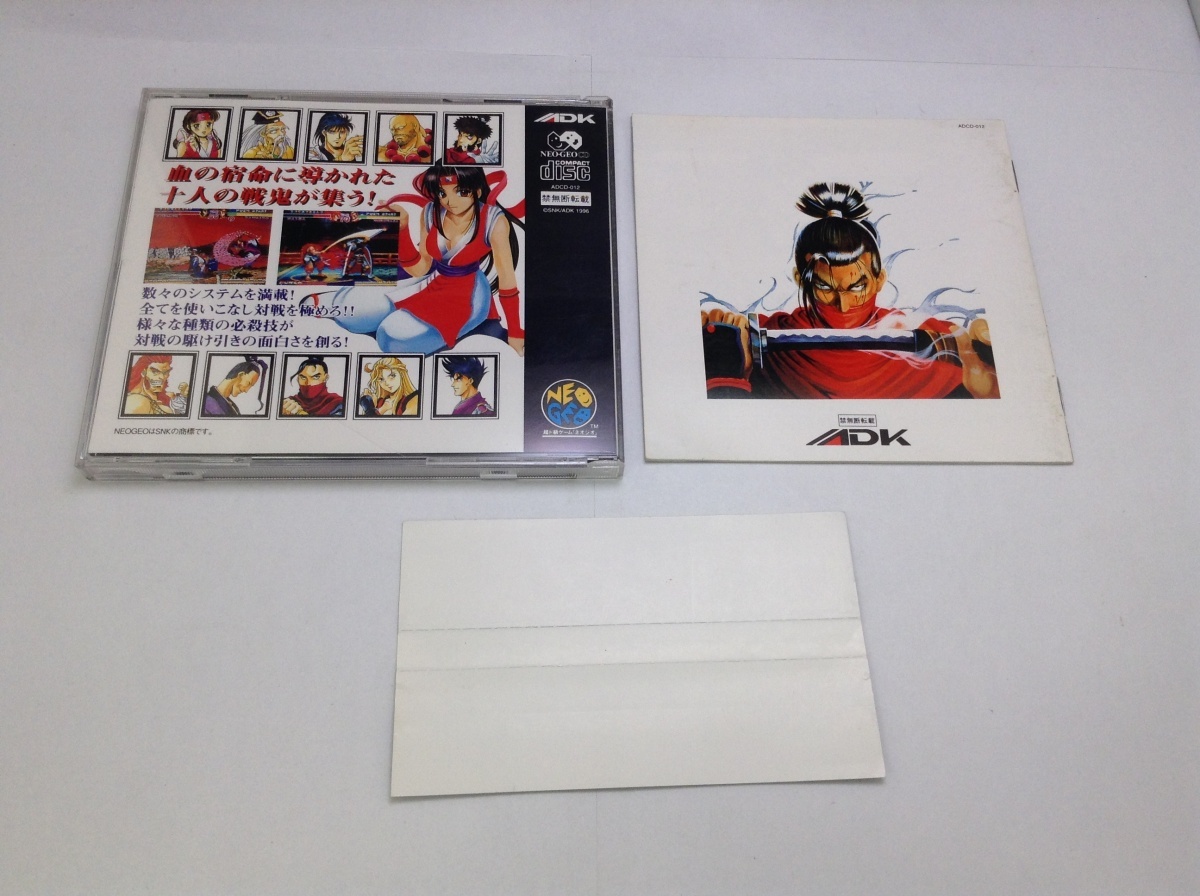 血の宿命に導かれた
十人の戦鬼が集う!
数々のシステムを満載!
全てを使いこなし対戦を極めろ!!
様々な種類の必殺技が
対戦の駆け引きの面白さを創る!
NEOGEOはSNKの商標です。
ADK
NEO·GEO CD
COMPACT
disc
ADCD-012
禁無断転載
©SNK/ADK 1996
NEO
GEO
TM
ADCD-012
禁無断転載
ADK